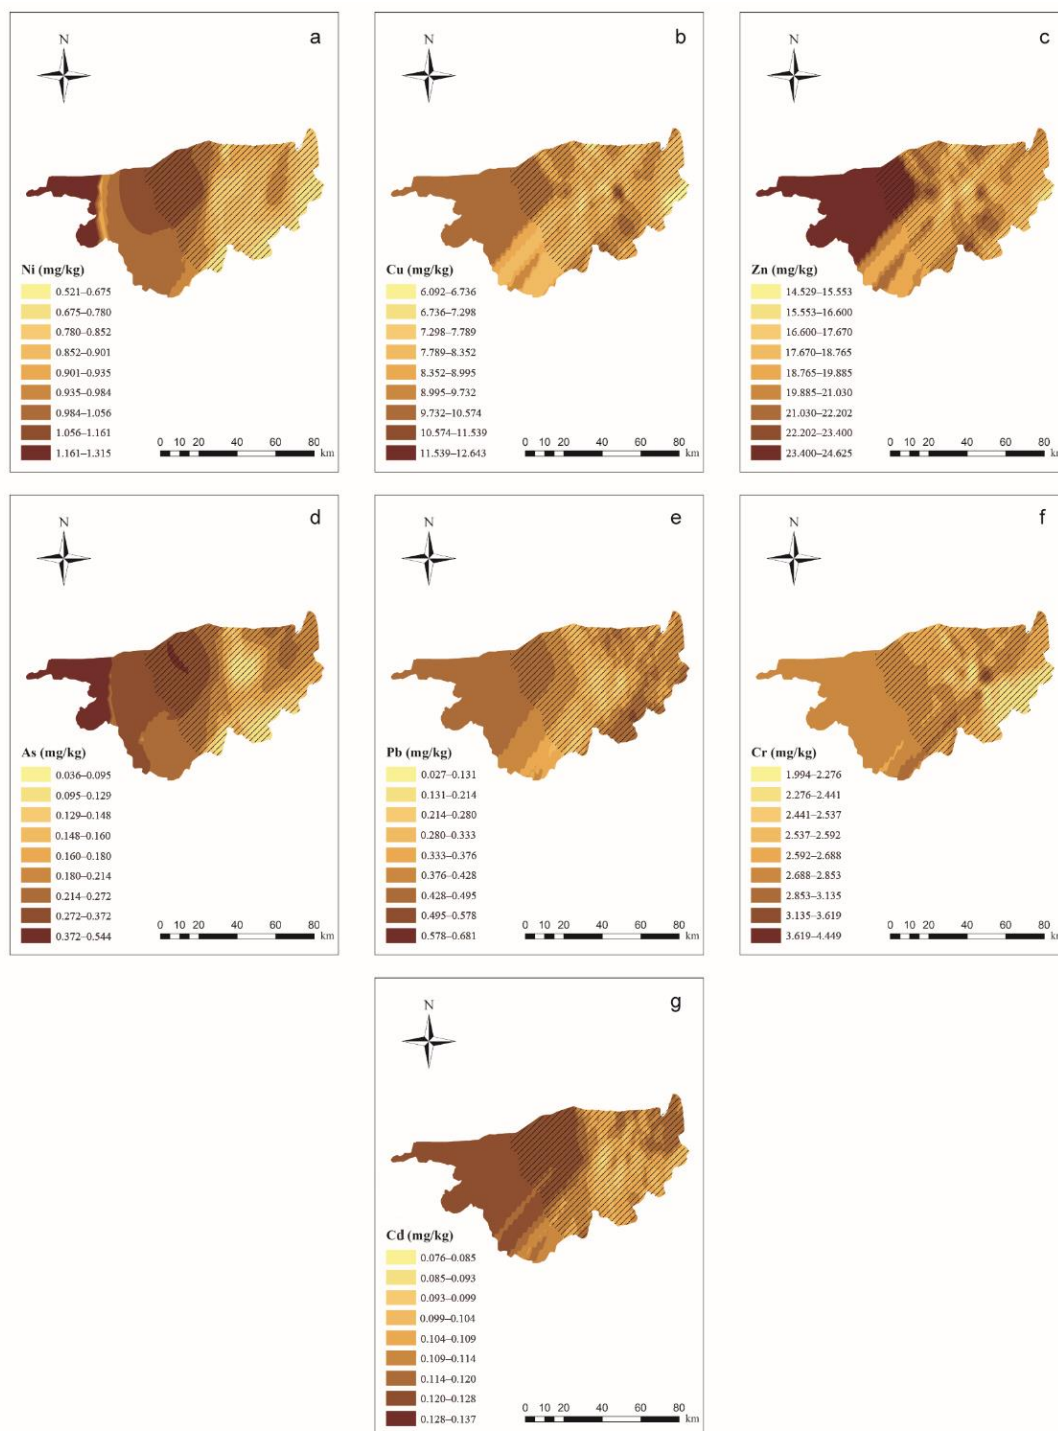 a
N
Ni (mg/kg)
0.521–0.675
0.675–0.780
0.780–0.852
0.852–0.901
0.901–0.935
0.935–0.984
0.984–1.056
1.056–1.161
1.161–1.315
0 10 20 40 60 80
km
b
N
Cu (mg/kg)
6.092–6.736
6.736–7.298
7.298–7.789
7.789–8.352
8.352–8.995
8.995–9.732
9.732–10.574
10.574–11.539
11.539–12.643
0 10 20 40 60 80
km
c
N
Zn (mg/kg)
14.529–15.553
15.553–16.600
16.600–17.670
17.670–18.765
18.765–19.885
19.885–21.030
21.030–22.202
22.202–23.400
23.400–24.625
0 10 20 40 60 80
km
d
N
As (mg/kg)
0.036–0.095
0.095–0.129
0.129–0.148
0.148–0.160
0.160–0.180
0.180–0.214
0.214–0.272
0.272–0.372
0.372–0.544
0 10 20 40 60 80
km
e
N
Pb (mg/kg)
0.027–0.131
0.131–0.214
0.214–0.280
0.280–0.333
0.333–0.376
0.376–0.428
0.428–0.495
0.495–0.578
0.578–0.681
0 10 20 40 60 80
km
f
N
Cr (mg/kg)
1.994–2.276
2.276–2.441
2.441–2.537
2.537–2.592
2.592–2.688
2.688–2.853
2.853–3.135
3.135–3.619
3.619–4.449
0 10 20 40 60 80
km
g
N
Cd (mg/kg)
0.076–0.085
0.085–0.093
0.093–0.099
0.099–0.104
0.104–0.109
0.109–0.114
0.114–0.120
0.120–0.128
0.128–0.137
0 10 20 40 60 80
km